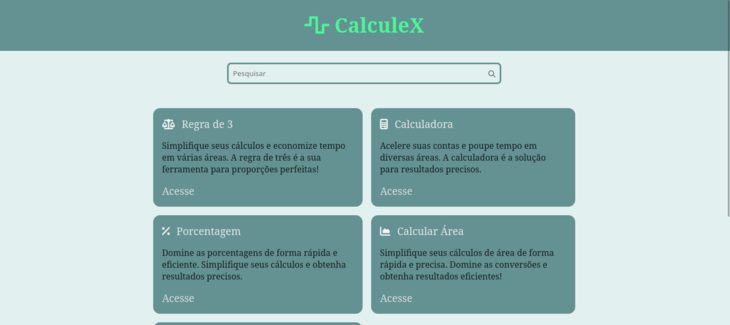 CalculeX
Pesquisar
Regra de 3
Simplifique seus cálculos e economize tempo
em várias áreas. A regra de três é a sua
ferramenta para proporções perfeitas!
Acesse
Calculadora
Acelere suas contas e poupe tempo em
diversas áreas. A calculadora é a solução
para resultados precisos.
Acesse
Porcentagem
Domine as porcentagens de forma rápida e
eficiente. Simplifique seus cálculos e obtenha
resultados precisos.
Acesse
Calcular Área
Simplifique seus cálculos de área de forma
rápida e precisa. Domine as conversões e
obtenha resultados eficientes!
Acesse